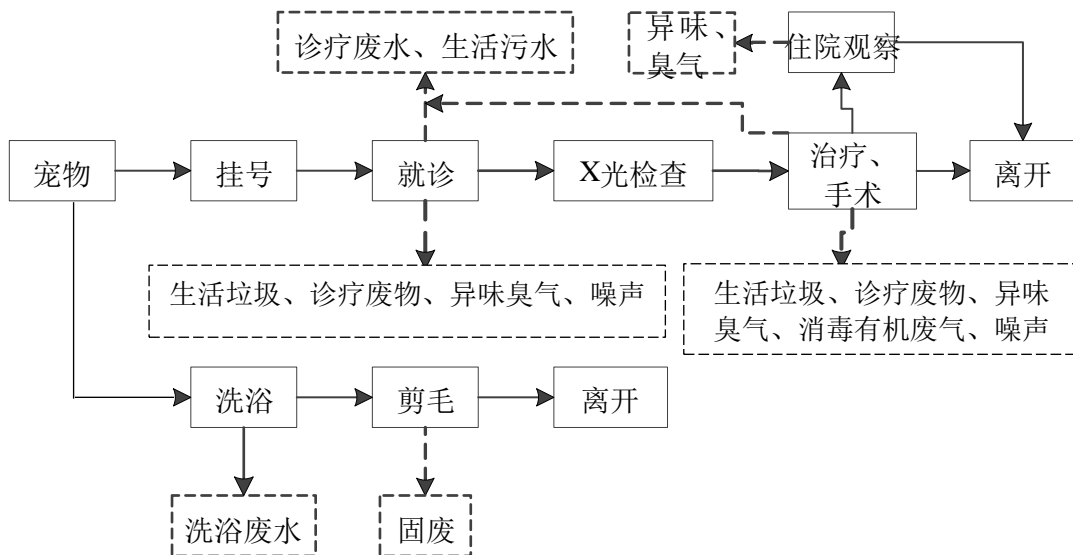 诊疗废水、生活污水
异味、
臭气
住院观察
宠物
挂号
就诊
X光检查
治疗、
手术
离开
生活垃圾、诊疗废物、异味臭气、噪声
生活垃圾、诊疗废物、异味
臭气、消毒有机废气、噪声
洗浴
剪毛
离开
洗浴废水
固废